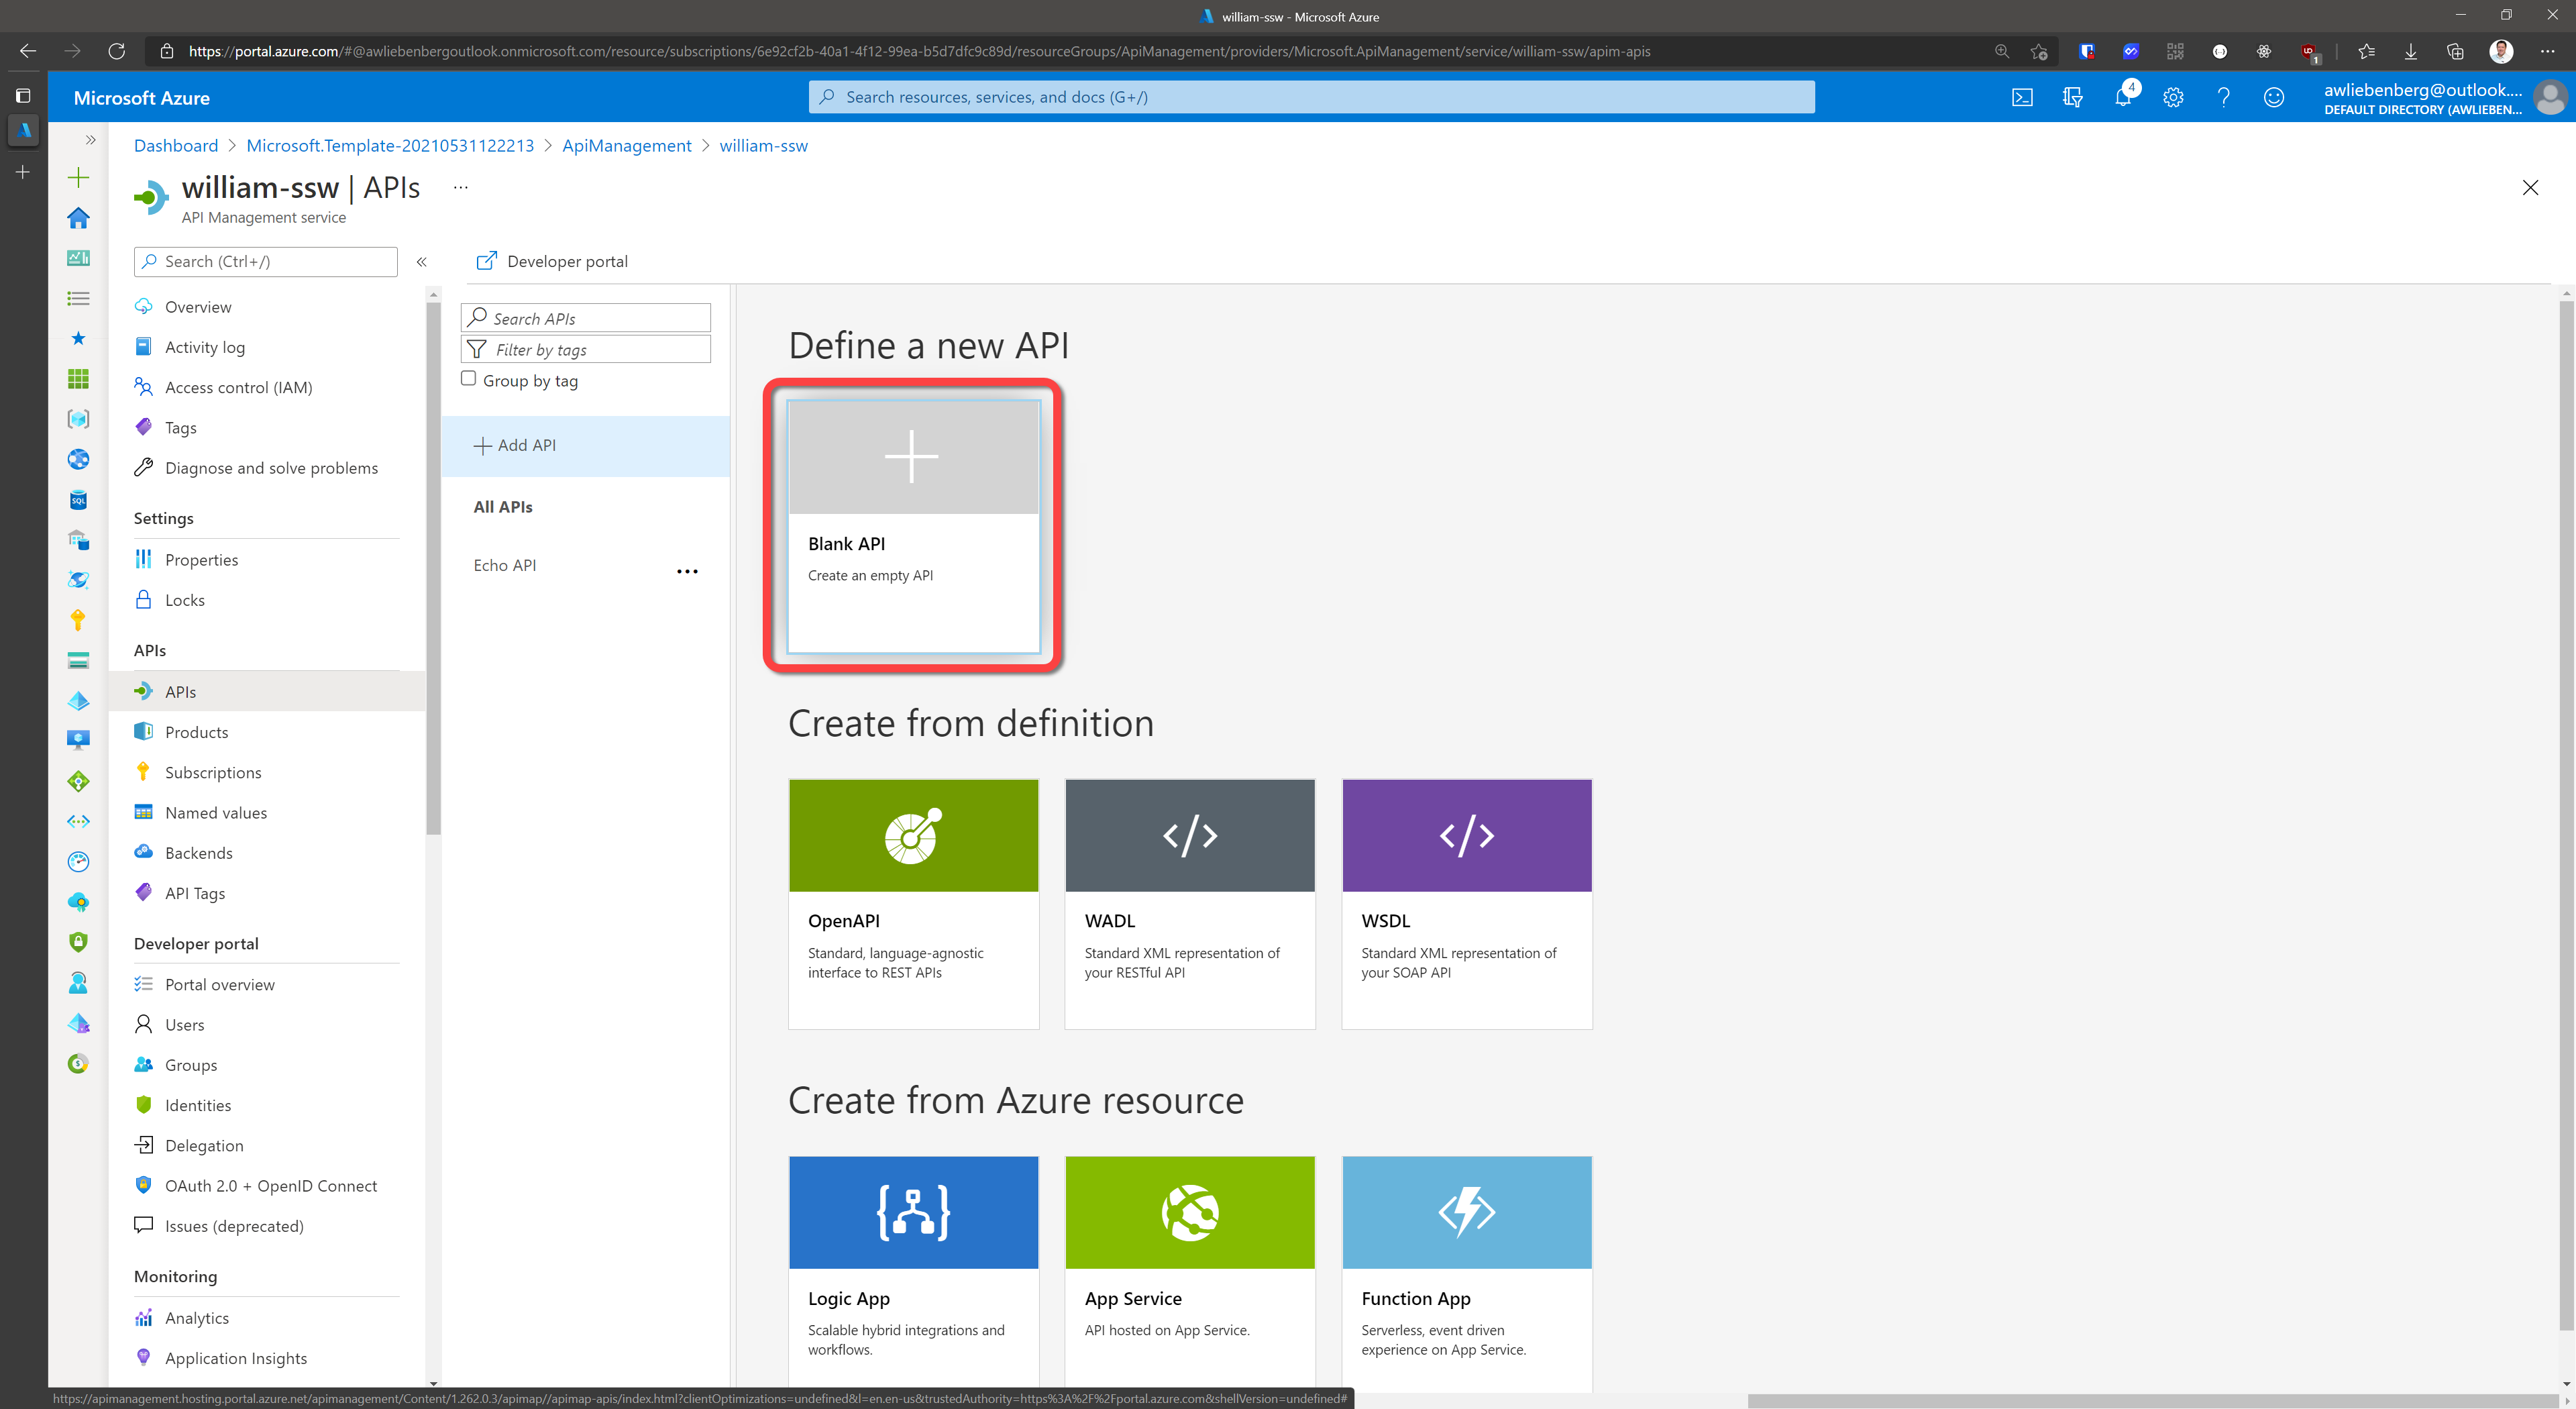 william-ssw - Microsoft Azure
https://portal.azure.com/#@awliebenbergoutlook.onmicrosoft.com/resource/subscriptions/6e92cf2b-40a1-4f12-99ea-b5d7dfc9c89d/resourceGroups/ApiManagement/providers/Microsoft.ApiManagement/service/william-ssw/apim-apis
1
Microsoft Azure
Search resources, services, and docs (G+/)
4
awliebenberg@outlook....
DEFAULT DIRECTORY (AWLIEBEN...
Dashboard > Microsoft.Template-20210531122213 > ApiManagement > william-ssw
william-ssw | APIs ...
API Management service
Search (Ctrl+/)
«
Overview
Activity log
Access control (IAM)
Tags
Diagnose and solve problems
Settings
Properties
Locks
APIs
APIs
Products
Subscriptions
Named values
Backends
API Tags
Developer portal
Portal overview
Users
Groups
Identities
Delegation
OAuth 2.0 + OpenID Connect
Issues (deprecated)
Monitoring
Analytics
Application Insights
SQL
Developer portal
Search APIs
Filter by tags
Group by tag
+ Add API
All APIs
Echo API ...
Define a new API
Blank API
Create an empty API
Create from definition
OpenAPI
Standard, language-agnostic
interface to REST APIs
</>
WADL
Standard XML representation of
your RESTful API
</>
WSDL
Standard XML representation of
your SOAP API
Create from Azure resource
Logic App
Scalable hybrid integrations and
workflows.
App Service
API hosted on App Service.
Function App
Serverless, event driven
experience on App Service.
https://apimanagement.hosting.portal.azure.net/apimanagement/Content/1.262.0.3/apimap//apimap-apis/index.html?clientOptimizations=undefined&l=en.en-us&trustedAuthority=https%3A%2F%2Fportal.azure.com&shellVersion=undefined#